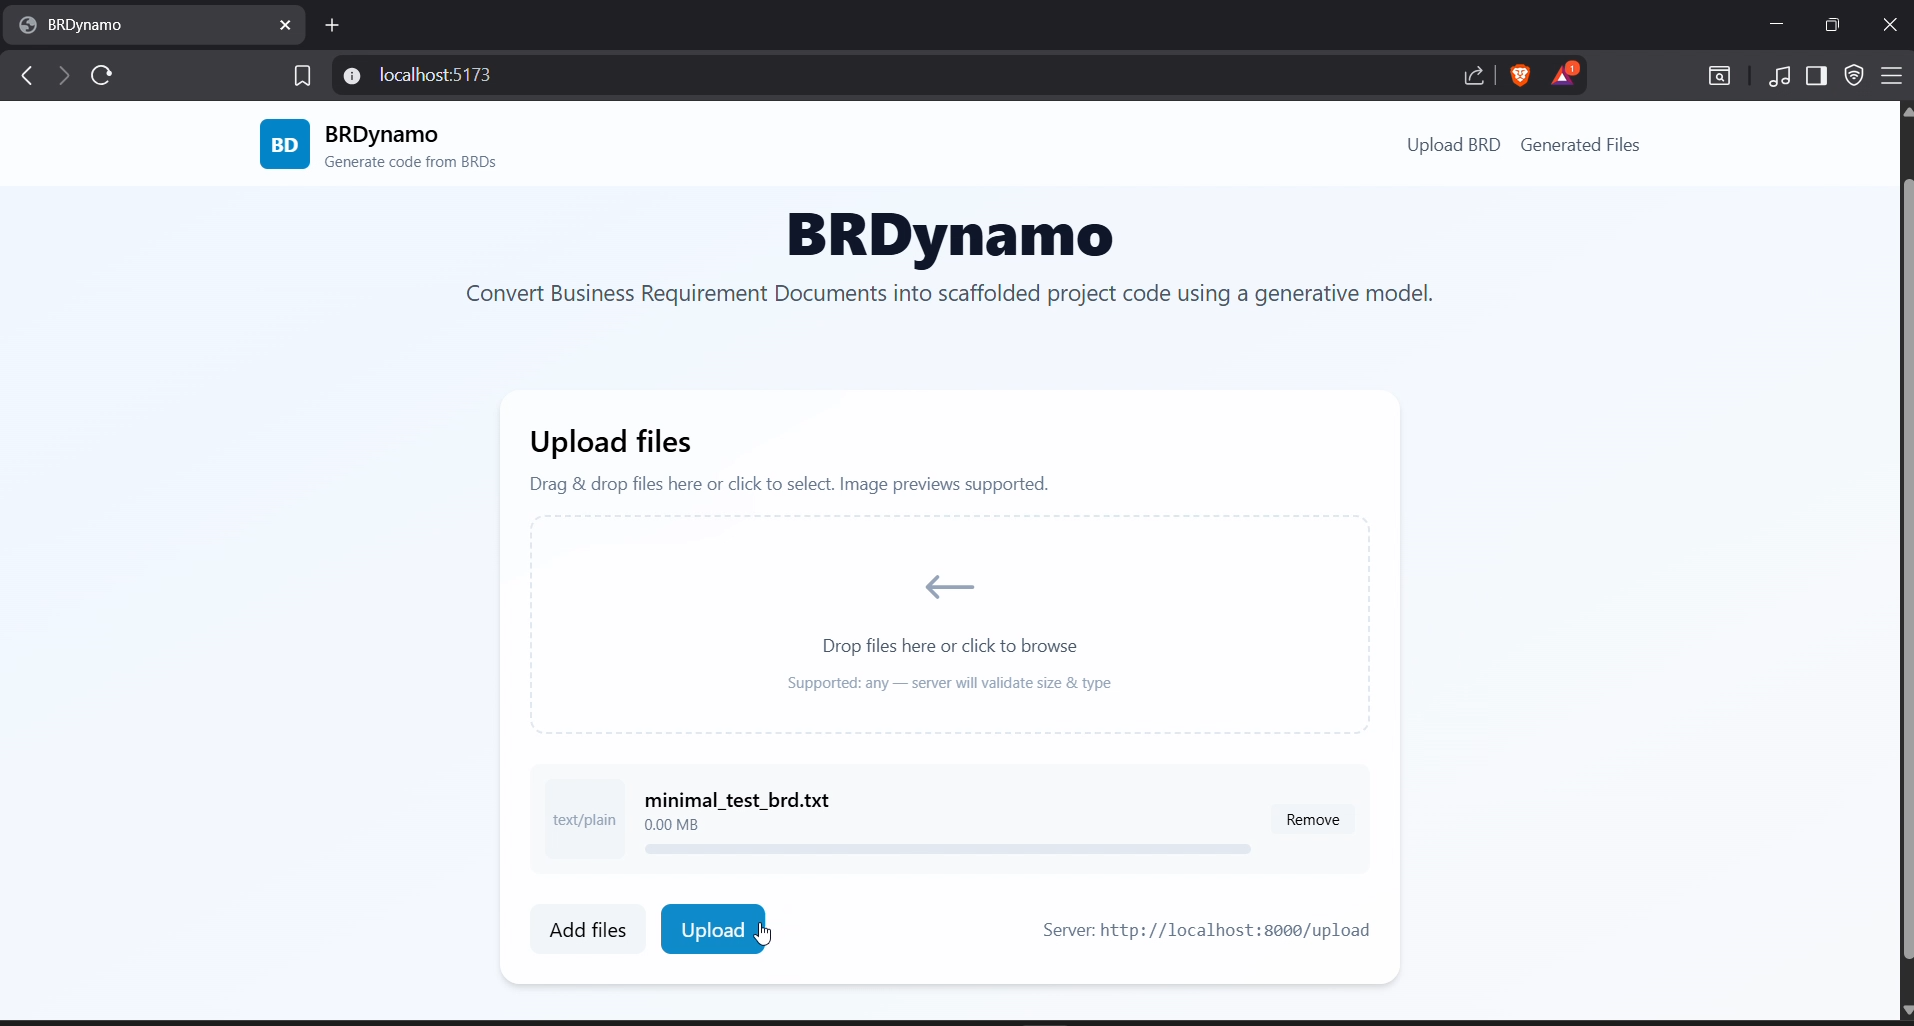 BRDynamo
localhost:5173
1
BD
BRDynamo
Generate code from BRDs
Upload BRD
Generated Files
BRDynamo
Convert Business Requirement Documents into scaffolded project code using a generative model.
Upload files
Drag & drop files here or click to select. Image previews supported.
Drop files here or click to browse
Supported: any — server will validate size & type
text/plain
minimal_test_brd.txt
0.00 MB
Remove
Add files
Upload
Server: http://localhost:8000/upload